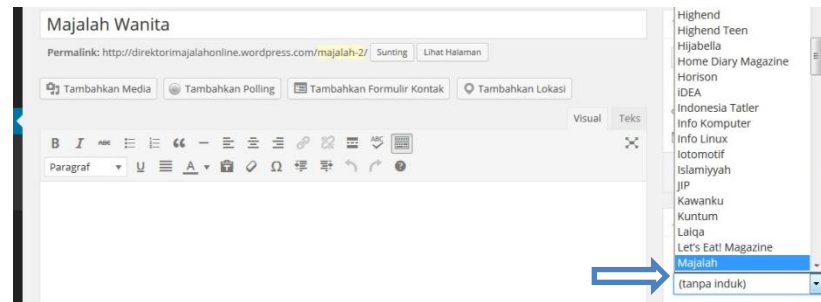 Majalah Wanita
Permalink: http://direktorimajalahonline.wordpress.com/majalah-2/ Sunting Lihat Halaman
Tambahkan Media Tambahkan Polling Tambahkan Formulir Kontak Tambahkan Lokasi
Visual Teks
B I ABC
ABC
Paragraf U A Ω
Highend
Highend Teen
Hijabella
Home Diary Magazine
Horison
iDEA
Indonesia Tatler
Info Komputer
Info Linux
Iotomotif
Islamiyyah
JIP
Kawanku
Kuntum
Laiqa
Let's Eat! Magazine
Majalah
(tanpa induk)